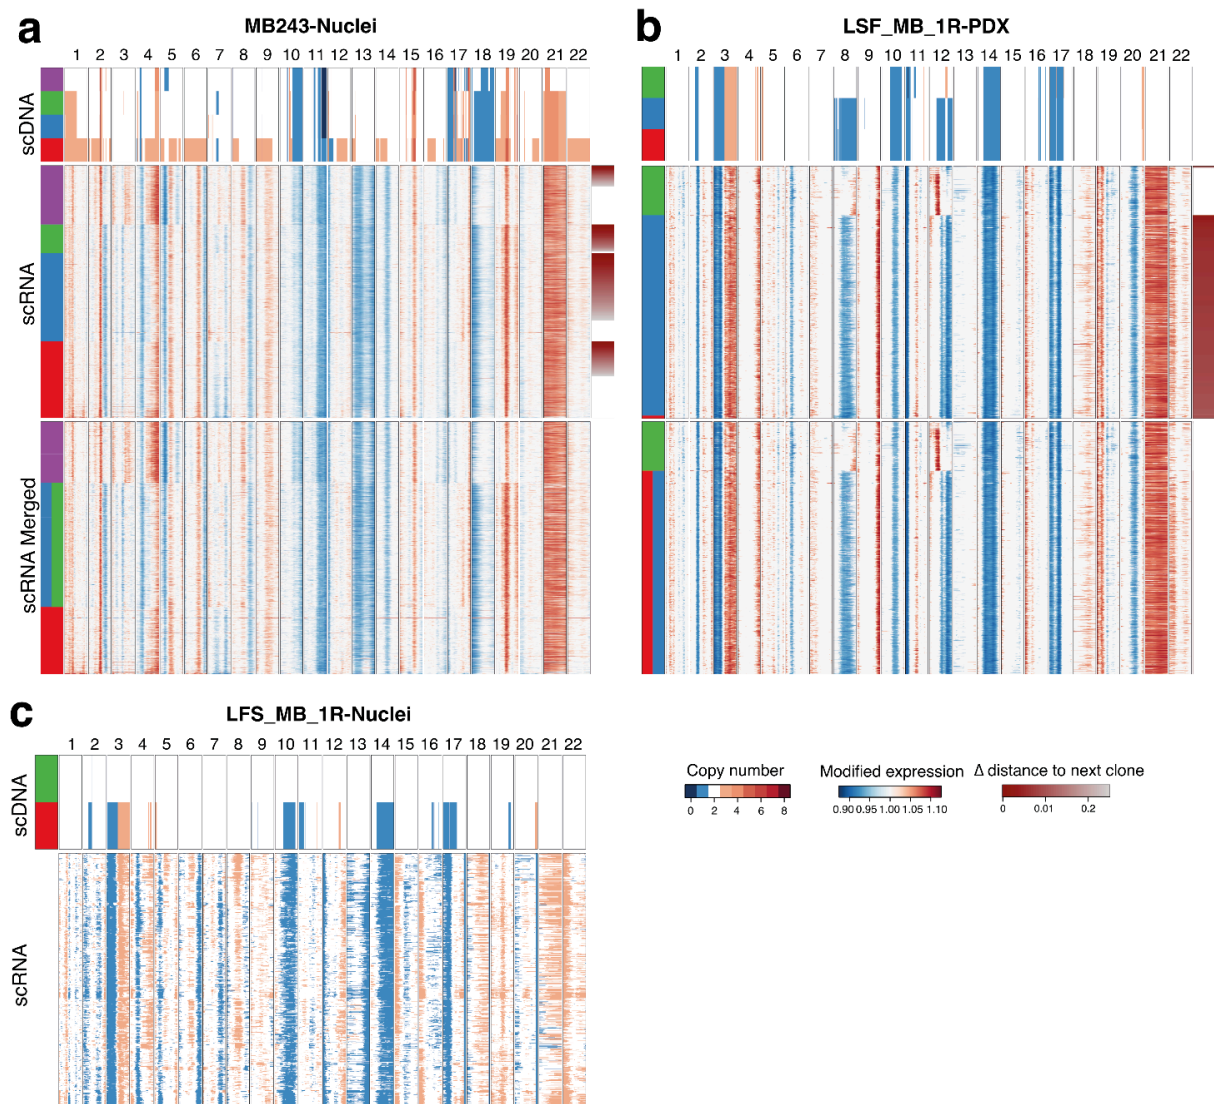 a
MB243-Nuclei
1 2 3 4 5 6 7 8 9 10 11 12 13 14 15 16 17 18 19 20 21 22
scDNA
scRNA
scRNA Merged
b
LSF_MB_1R-PDX
1 2 3 4 5 6 7 8 9 10 11 12 13 14 15 16 17 18 19 20 21 22
c
LFS_MB_1R-Nuclei
1 2 3 4 5 6 7 8 9 10 11 12 13 14 15 16 17 18 19 20 21 22
scDNA
scRNA
Copy number
0 2 4 6 8
Modified expression
0.90 0.95 1.00 1.05 1.10
Δ distance to next clone
0 0.01 0.2